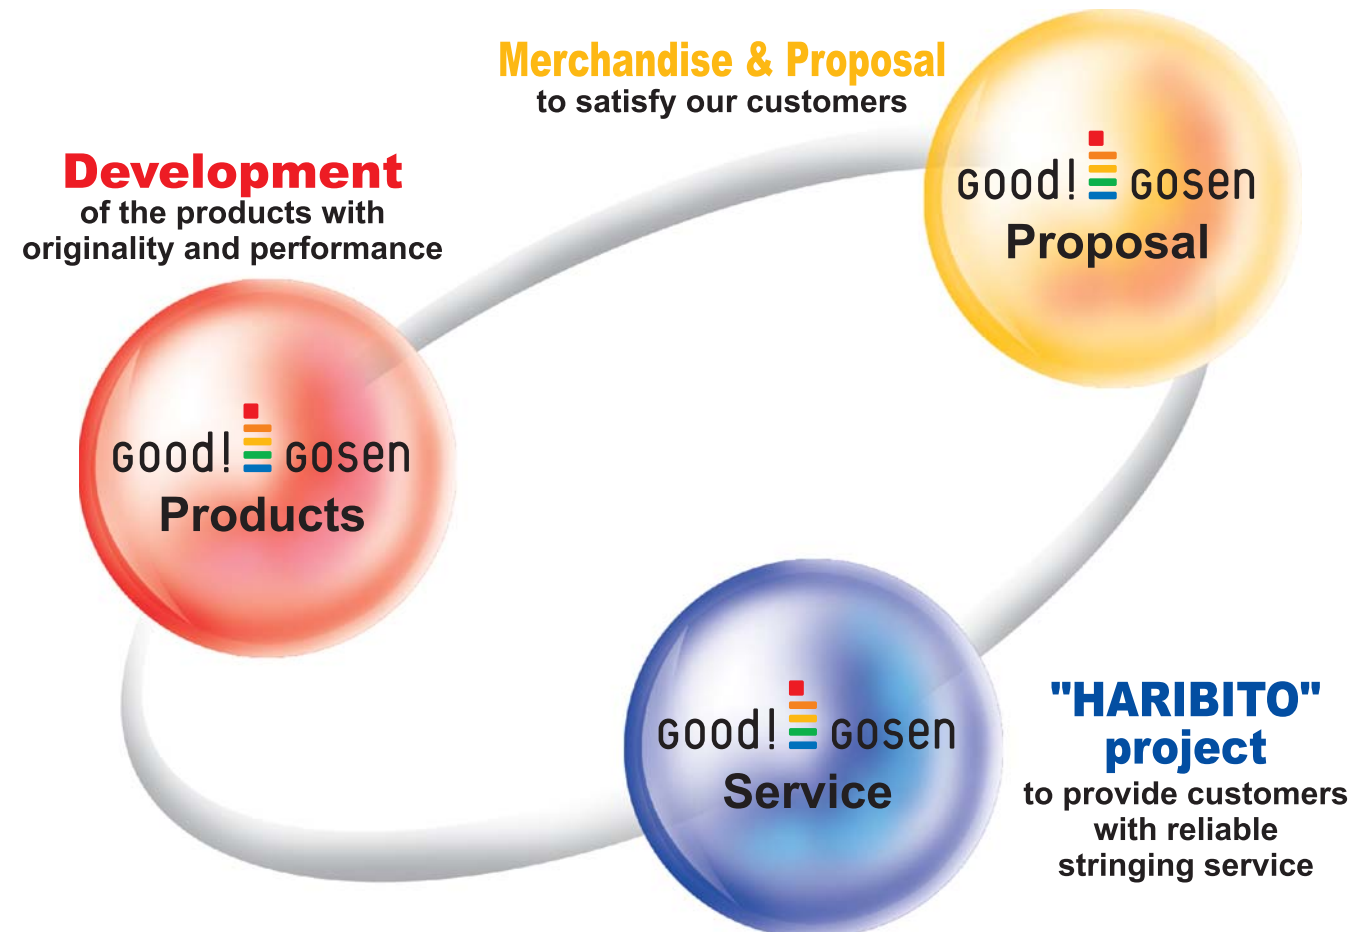 Merchandise & Proposal
to satisfy our customers
GOOD! GOSEN
Proposal
Development
of the products with
originality and performance
GOOD! GOSEN
Products
GOOD! GOSEN
Service
"HARIBITO"
project
to provide customers
with reliable
stringing service